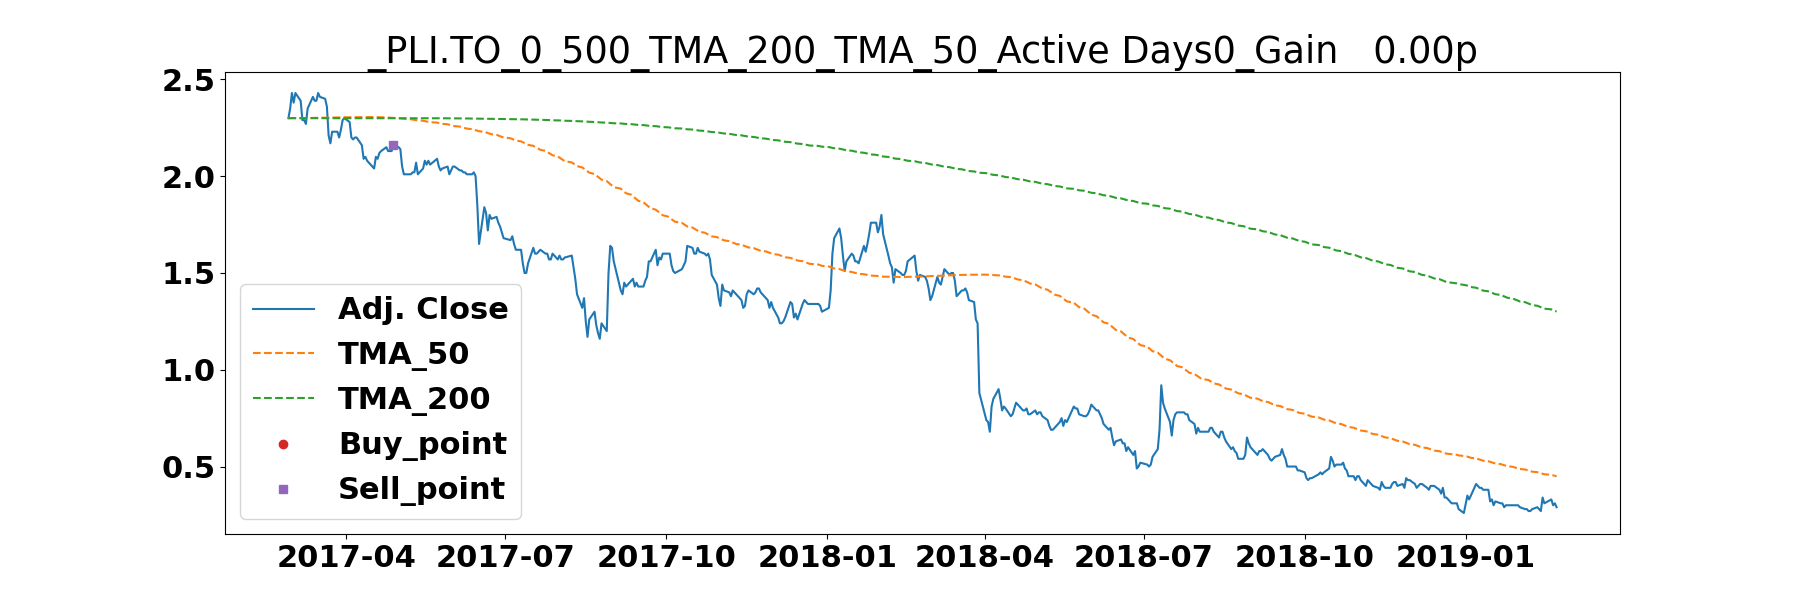 _PLI.TO_0_500_TMA_200_TMA_50_Active Days0_Gain   0.00p
2.5
2.0
1.5
1.0
0.5
Adj. Close
TMA_50
TMA_200
Buy_point
Sell_point
2017-04 2017-07 2017-10 2018-01 2018-04 2018-07 2018-10 2019-01